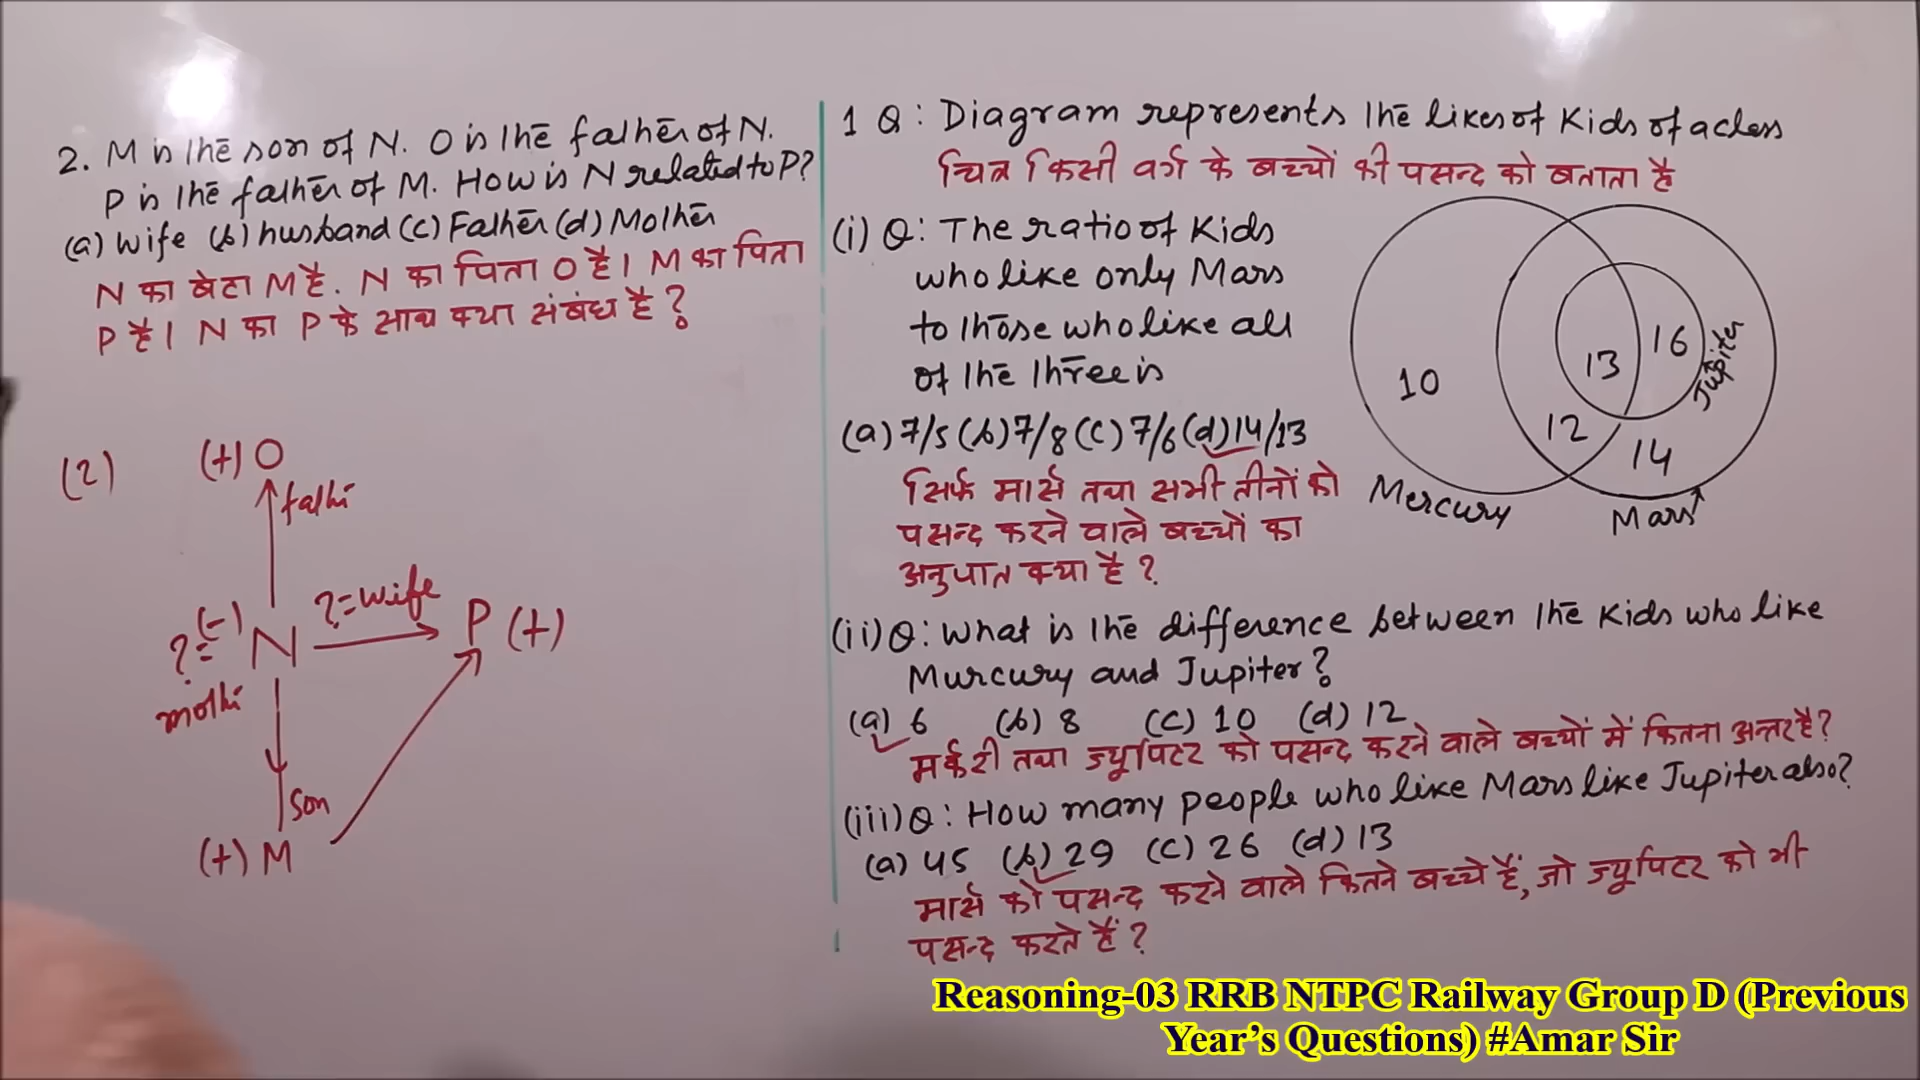 2. M is the son of N. O is the father of N.
P is the father of M. How is N related to P?
(a) wife (b) husband (c) Father (d) Mother
N का बेटा M है. N का पिता O है। M का पिता
P है। N का P के साथ क्या संबंध है?
(2)
(+) O
father
(-)
?=
N
mother
?=wife
P (+)
son
(+) M
1 Q: Diagram represents the likes of Kids of a class
चित्र किसी वर्ग के बच्चों की पसन्द को बताता है
(i) Q: The ratio of Kids
who like only Mars
to those who like all
of the three is
(a) 7/5 (b) 7/8 (c) 7/6 (d) 14/13
सिर्फ मार्स तथा सभी तीनों को
पसन्द करने वाले बच्चों का
अनुपात क्या है?
10
13
16
12
14
Jupiter
Mercury
Mars
(ii) Q: What is the difference between the Kids who like
Murcury and Jupiter?
(a) 6 (b) 8 (c) 10 (d) 12
मर्करी तथा ज्यूपिटर को पसन्द करने वाले बच्चों में कितना अन्तर है?
(iii) Q: How many people who like Mars like Jupiter also?
(a) 45 (b) 29 (c) 26 (d) 13
मार्स को पसन्द करने वाले कितने बच्चे हैं, जो ज्यूपिटर को भी
पसन्द करते हैं?
Reasoning-03 RRB NTPC Railway Group D (Previous
Year's Questions) #Amar Sir